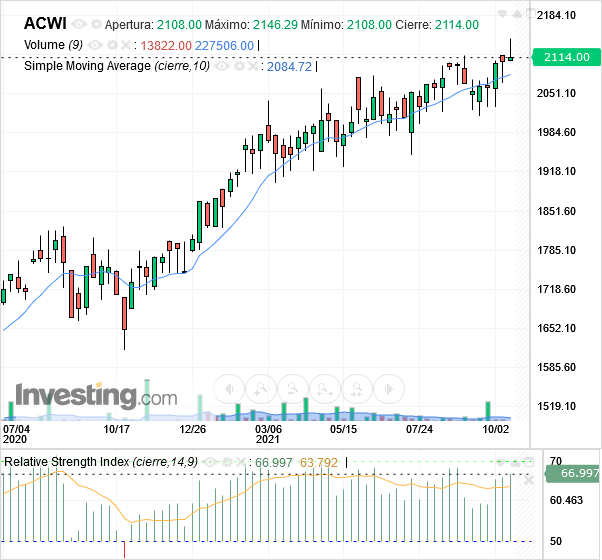 ACWI Apertura: 2108.00 Máximo: 2146.29 Mínimo: 2108.00 Cierre: 2114.00
Volume (9) : 13822.00 227506.00 |
Simple Moving Average (cierre,10) : 2084.72 |
2184.10
2114.00
2051.10
1984.60
1918.10
1851.60
1785.10
1718.60
1652.10
1585.60
1519.10
Investing.com
07/04 10/17 12/26 03/06 05/15 07/24 10/02
2020 2021
Relative Strength Index (cierre,14,9) : 66.997 63.792 |
70
66.997
60.463
50